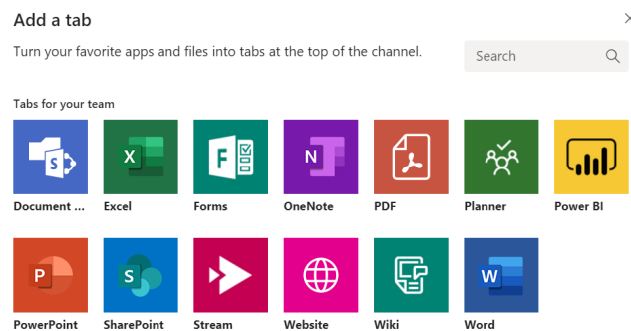 Add a tab
Turn your favorite apps and files into tabs at the top of the channel.
Search
Tabs for your team
Document ... Excel Forms OneNote PDF Planner Power BI
PowerPoint SharePoint Stream Website Wiki Word